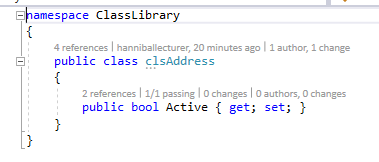 namespace ClassLibrary
{
4 references | hanniballecturer, 20 minutes ago | 1 author, 1 change
public class clsAddress
{
2 references | 1/1 passing | 0 changes | 0 authors, 0 changes
public bool Active { get; set; }
}
}